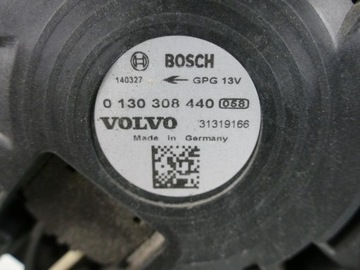 BOSCH
140327 ← GPG 13V
0 130 308 440 058
VOLVO 31319166
Made in Germany